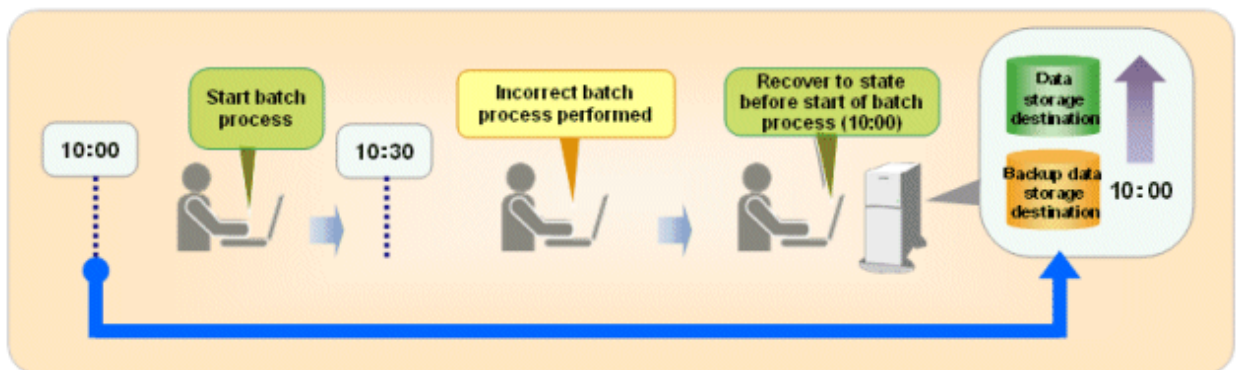 10:00
Start batch
process
10:30
Incorrect batch
process performed
Recover to state
before start of batch
process (10:00)
Data
storage
destination
Backup data
storage
destination
10:00